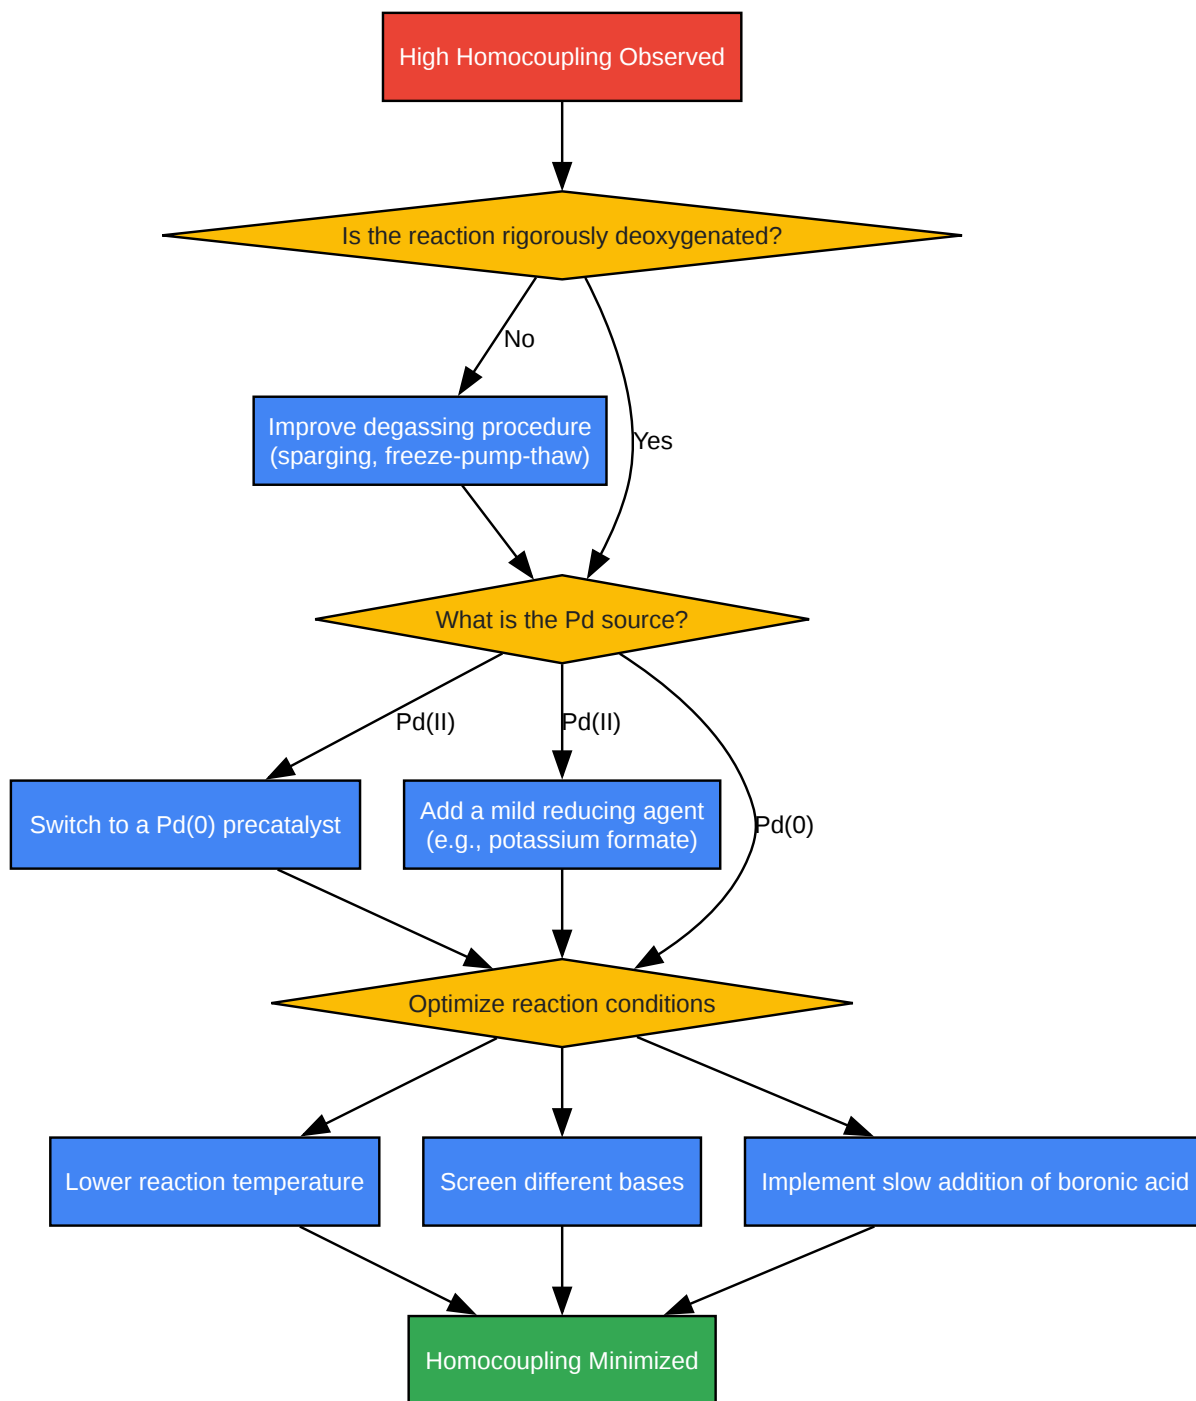 High Homocoupling Observed
Is the reaction rigorously deoxygenated?
No
Improve degassing procedure
(sparging, freeze-pump-thaw)
Yes
What is the Pd source?
Pd(II)
Pd(II)
Switch to a Pd(0) precatalyst
Add a mild reducing agent
(e.g., potassium formate)
Pd(0)
Optimize reaction conditions
Lower reaction temperature
Screen different bases
Implement slow addition of boronic acid
Homocoupling Minimized